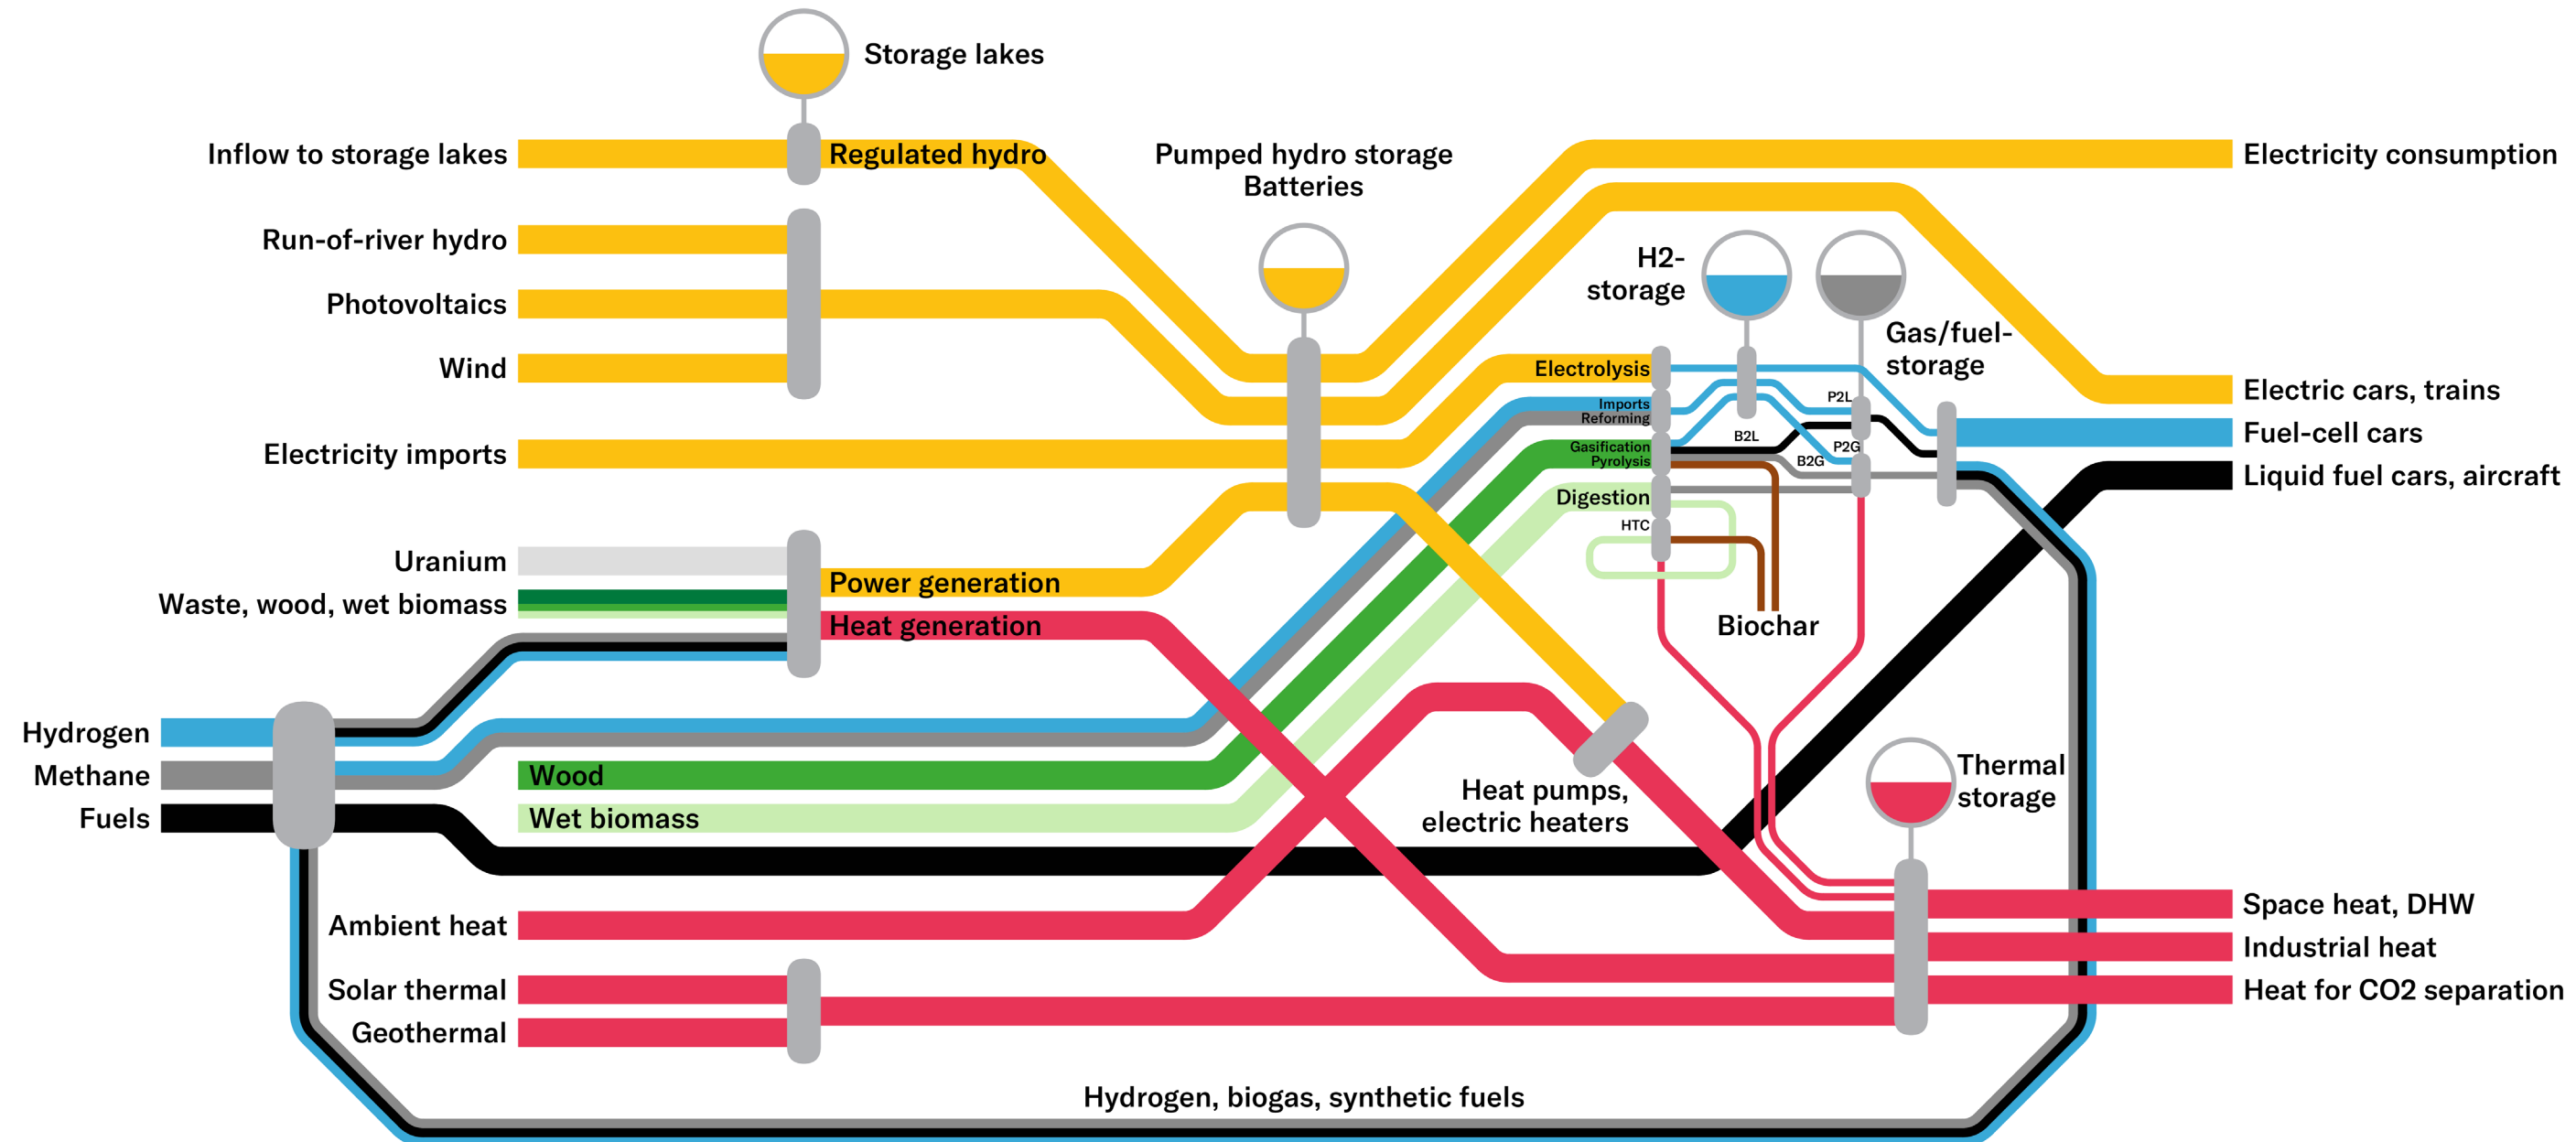 Storage lakes
Inflow to storage lakes
Regulated hydro
Pumped hydro storage
Batteries
Electricity consumption
Run-of-river hydro
Photovoltaics
Wind
H2-
storage
Gas/fuel-
storage
Electrolysis
Imports
Reforming
Gasification
Pyrolysis
Digestion
HTC
P2L
B2L
P2G
B2G
Biochar
Electric cars, trains
Fuel-cell cars
Liquid fuel cars, aircraft
Electricity imports
Uranium
Waste, wood, wet biomass
Power generation
Heat generation
Hydrogen
Methane
Fuels
Wood
Wet biomass
Heat pumps,
electric heaters
Thermal
storage
Ambient heat
Solar thermal
Geothermal
Space heat, DHW
Industrial heat
Heat for CO2 separation
Hydrogen, biogas, synthetic fuels